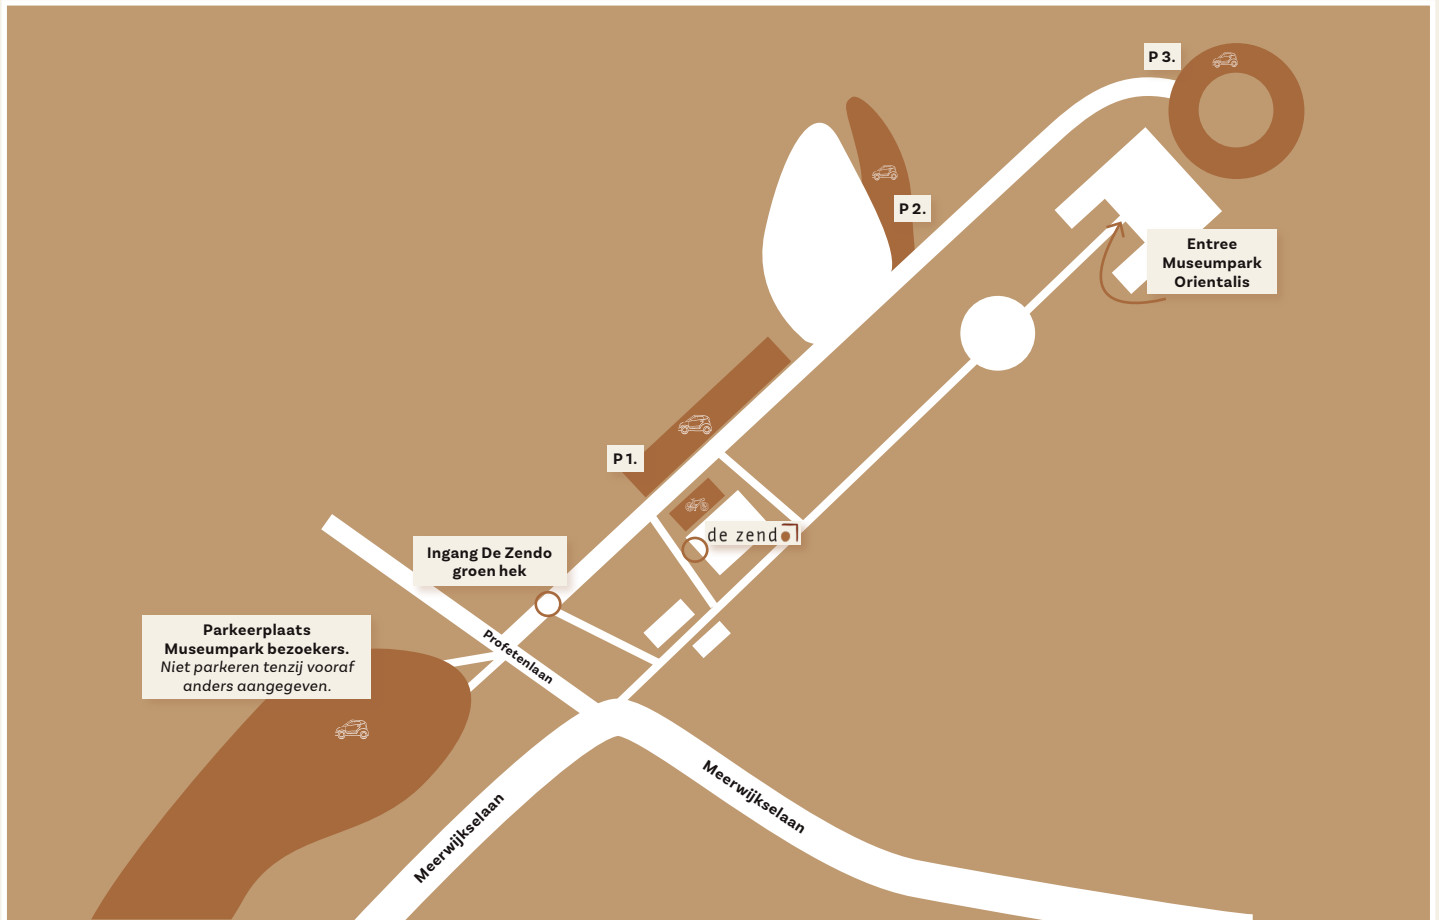 P 3.
P 2.
Entree
Museumpark
Orientalis
P 1.
de zendo
Ingang De Zendo
groen hek
Parkeerplaats
Museumpark bezoekers.
Niet parkeren tenzij vooraf
anders aangegeven.
Profetenlaan
Meerwijkselaan
Meerwijkselaan